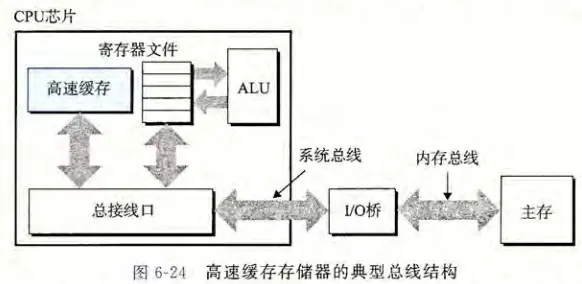 CPU芯片
寄存器文件
高速缓存
ALU
系统总线
内存总线
总接线口
I/O桥
主存
图 6-24 高速缓存存储器的典型总线结构